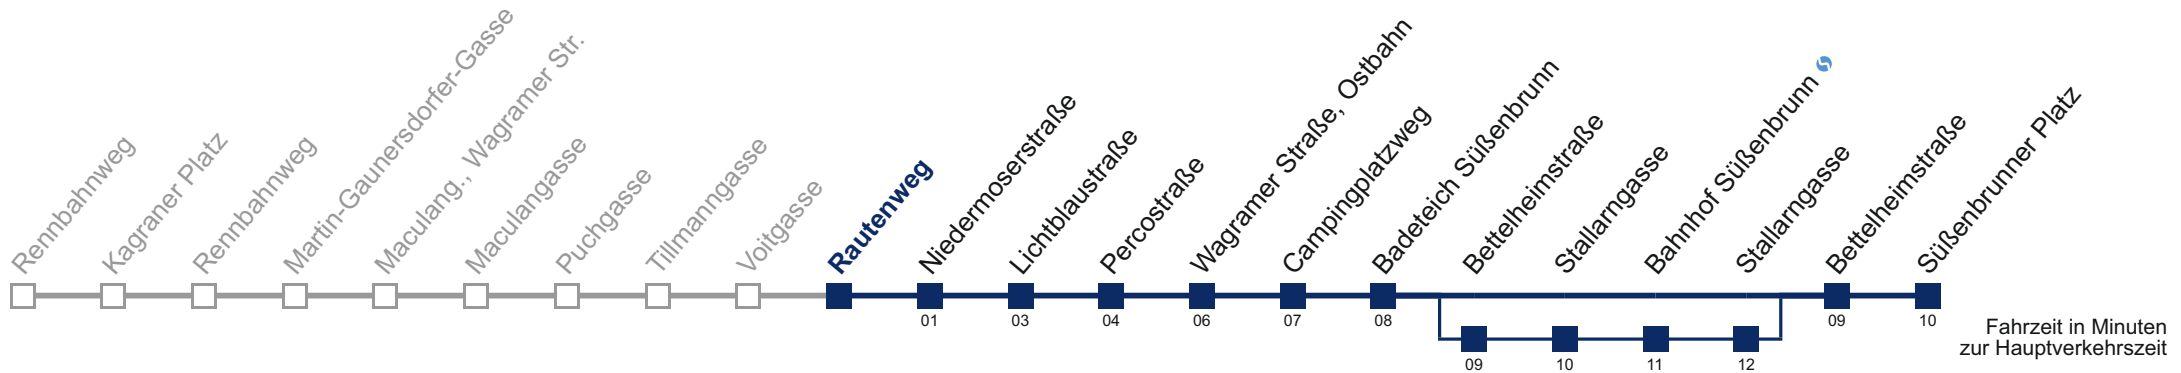 Rennbahnweg
Kagraner Platz
Rennbahnweg
Martin-Gaunersdorfer-Gasse
Maculang., Wagramer Str.
Maculangasse
Puchgasse
Tillmanngasse
Voitgasse
Rautenweg
Niedermoserstraße
Lichtblaustraße
Percostraße
Wagramer Straße, Ostbahn
Campingplatzweg
Badeteich Süßenbrunn
Bettelheimstraße
Stallarngasse
Bahnhof Süßenbrunn
Stallarngasse
Bettelheimstraße
Süßenbrunner Platz
01 03 04 06 07 08 09 10
09 10 11 12
Fahrzeit in Minuten
zur Hauptverkehrszeit